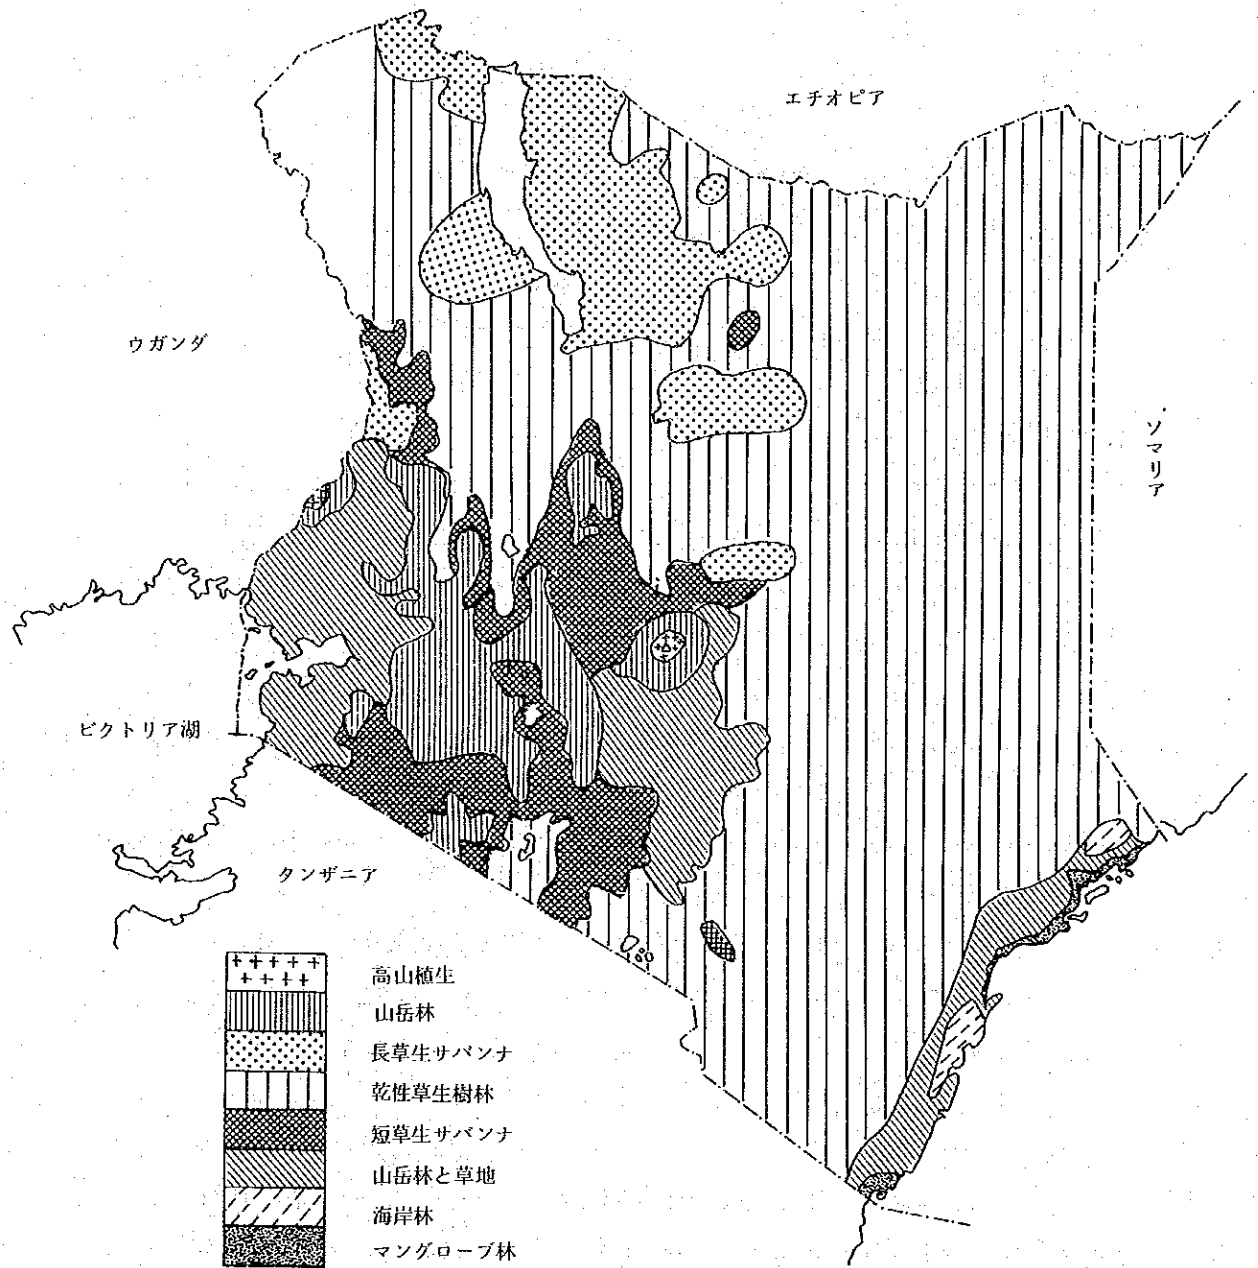 エチオピア
ウガンダ
ソマリア
ビクトリア湖
タンザニア
高山植生
山岳林
長草生サバンナ
乾性草生樹林
短草生サバンナ
山岳林と草地
海岸林
マングローブ林